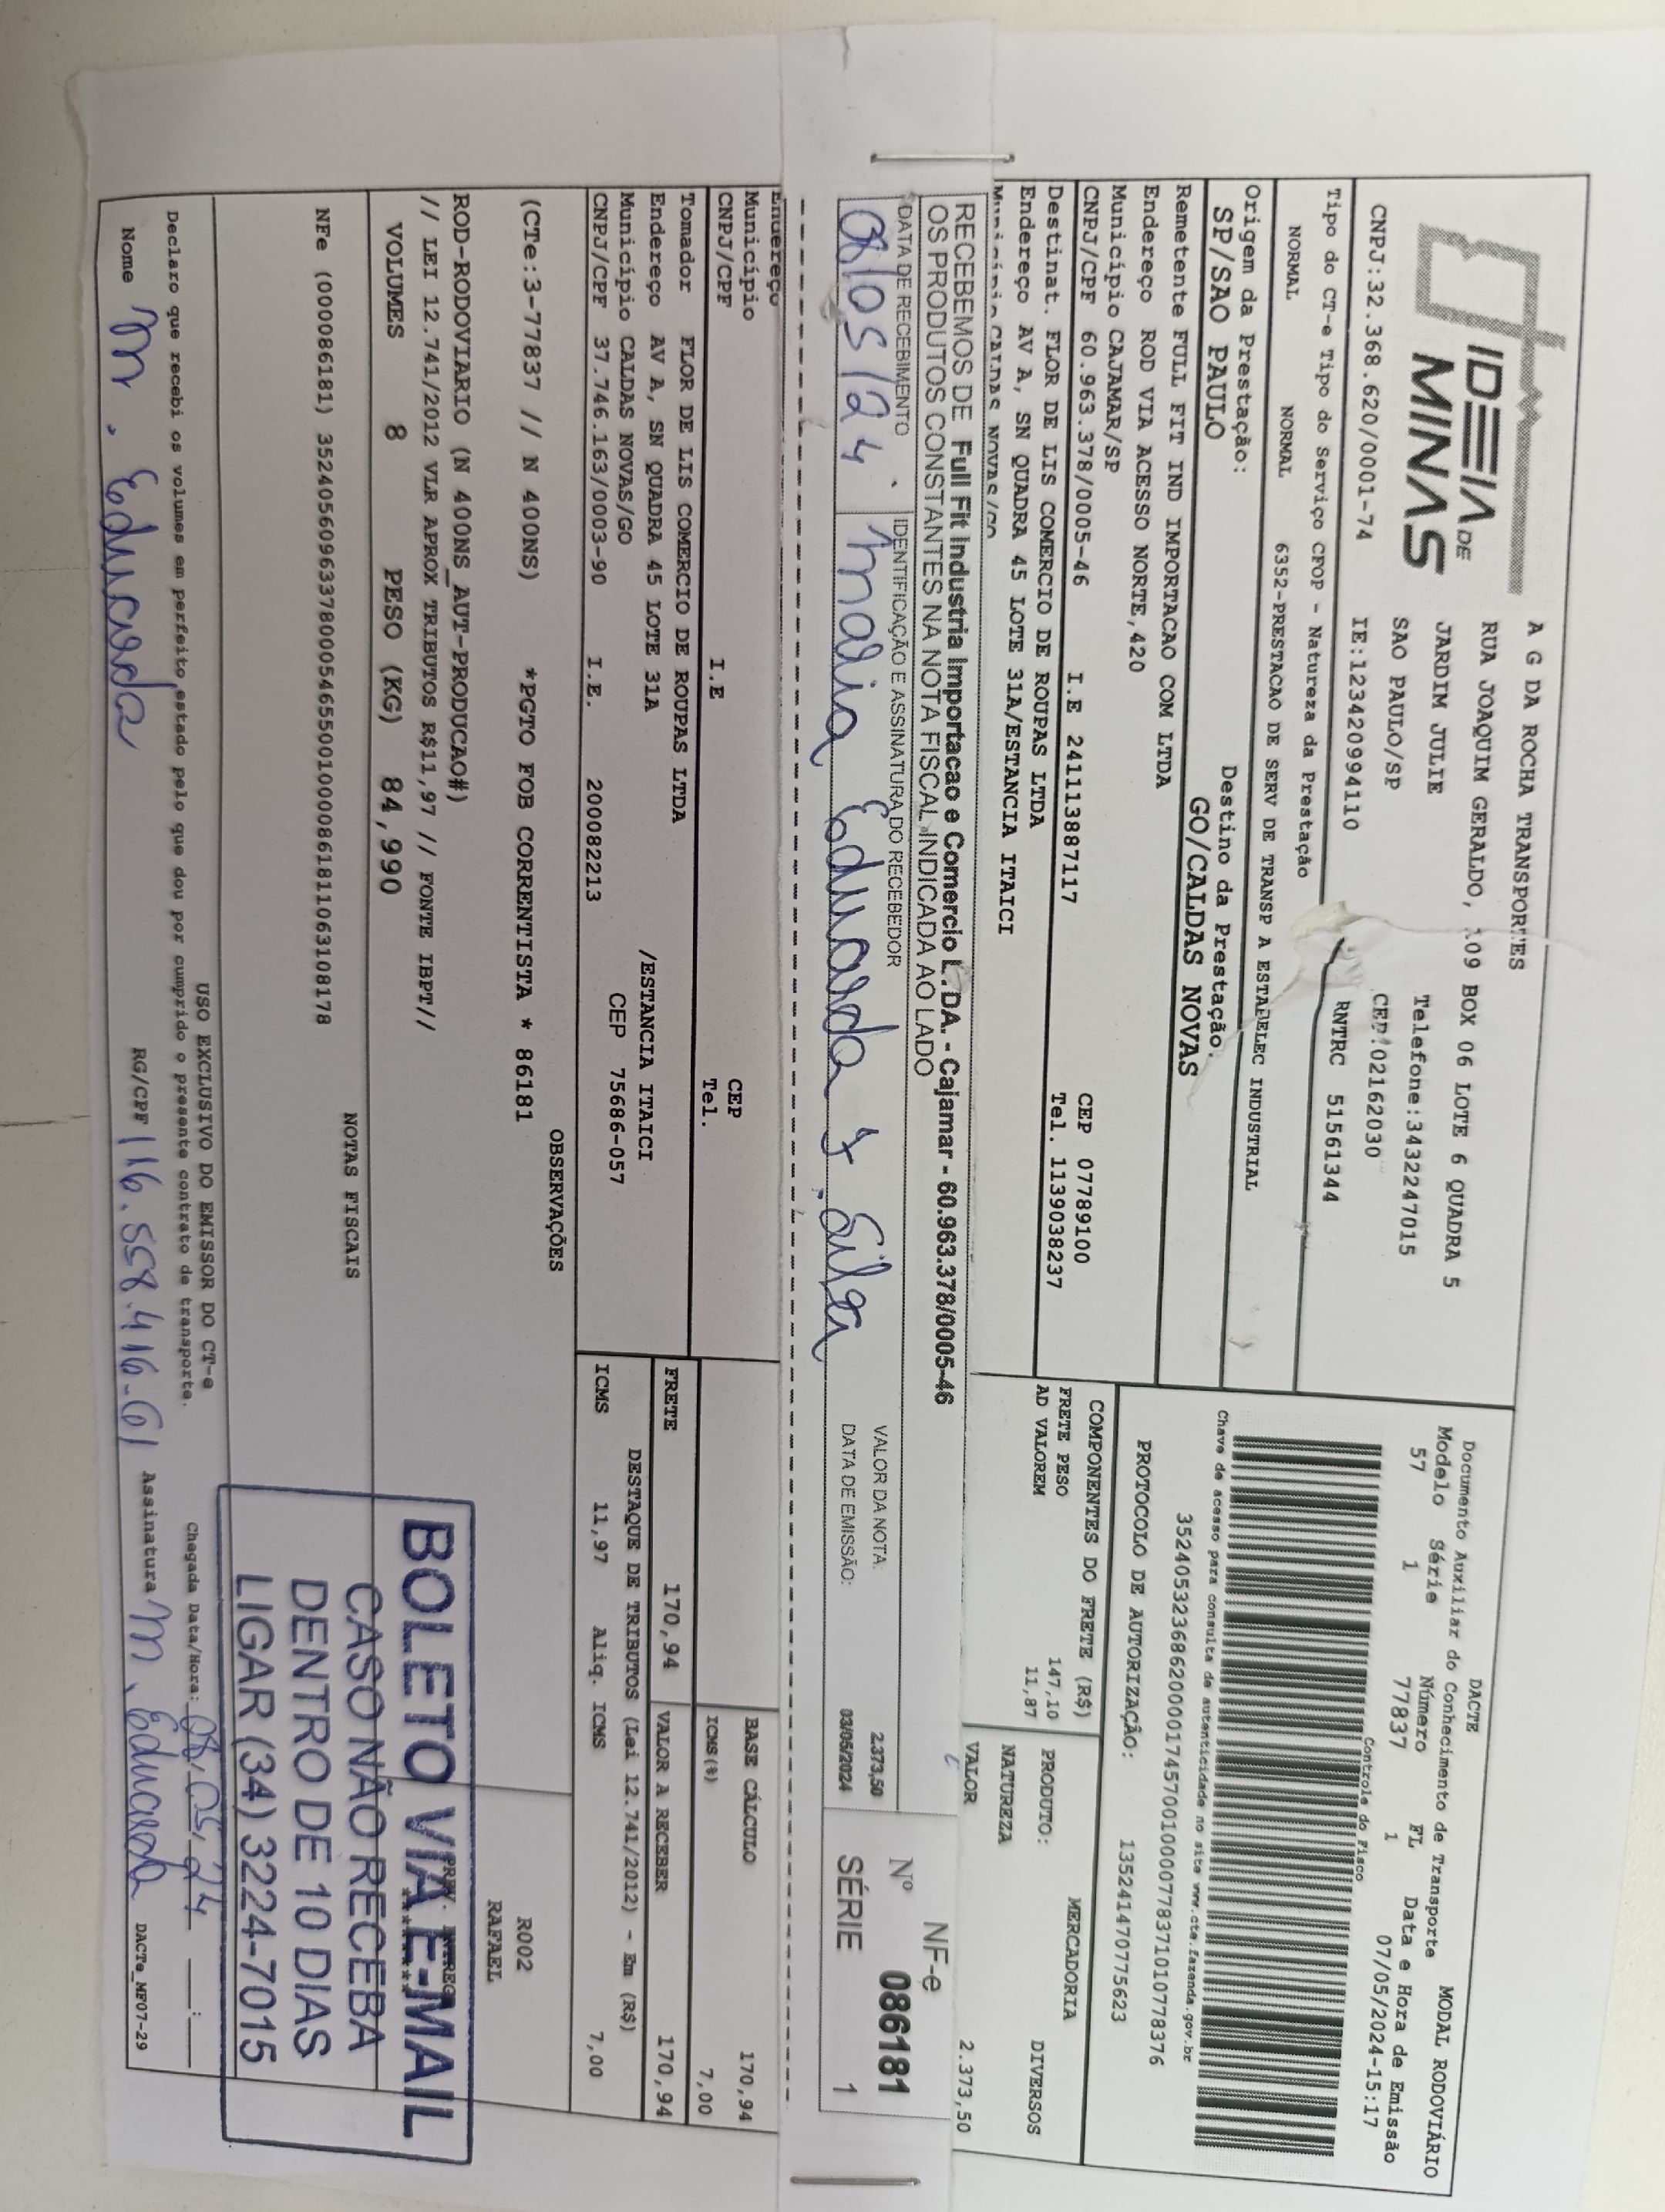 IDEIA DE
MINAS
A G DA ROCHA TRANSPORTES
RUA JOAQUIM GERALDO, 109 BOX 06 LOTE 6 QUADRA 5
JARDIM JULIE Telefone:3432247015
SAO PAULO/SP CEP:02162030
CNPJ:32.368.620/0001-74 IE:123420994110 RNTRC 51561344
DACTE MODAL RODOVIÁRIO
Documento Auxiliar do Conhecimento de Transporte
Modelo Série Número FL Data e Hora de Emissão
57 1 77837 1 07/05/2024-15:17
Controle do Fisco
Tipo do CT-e Tipo do Serviço CFOP - Natureza da Prestação
NORMAL NORMAL 6352-PRESTACAO DE SERV DE TRANSP A ESTABELEC INDUSTRIAL
Chave de acesso para consulta de autenticidade no site www.cte.fazenda.gov.br
35240532368620000174570010000778371010778376
Origem da Prestação: Destino da Prestação:
SP/SAO PAULO GO/CALDAS NOVAS
PROTOCOLO DE AUTORIZAÇÃO: 135241470775623
Remetente FULL FIT IND IMPORTACAO COM LTDA
Endereço ROD VIA ACESSO NORTE,420
Município CAJAMAR/SP CEP 07789100
CNPJ/CPF 60.963.378/0005-46 I.E 241113887117 Tel. 1139038237
COMPONENTES DO FRETE (R$)
FRETE PESO 147,10
AD VALOREM 11,87
MERCADORIA
PRODUTO: DIVERSOS
NATUREZA
VALOR 2.373,50
Destinat. FLOR DE LIS COMERCIO DE ROUPAS LTDA
Endereço AV A, SN QUADRA 45 LOTE 31A/ESTANCIA ITAICI
Município CALDAS NOVAS/GO
RECEBEMOS DE Full Fit Industria Importacao e Comercio LTDA. - Cajamar - 60.963.378/0005-46
OS PRODUTOS CONSTANTES NA NOTA FISCAL INDICADA AO LADO
DATA DE RECEBIMENTO IDENTIFICAÇÃO E ASSINATURA DO RECEBEDOR
08/05/24 Maria Eduarda S. Silva
VALOR DA NOTA: 2.373,50
DATA DE EMISSÃO: 03/05/2024
NF-e
Nº 086181
SÉRIE 1
Endereço
Município CEP
CNPJ/CPF I.E Tel.
BASE CÁLCULO 170,94
ICMS(%) 7,00
Tomador FLOR DE LIS COMERCIO DE ROUPAS LTDA
Endereço AV A, SN QUADRA 45 LOTE 31A /ESTANCIA ITAICI
Município CALDAS NOVAS/GO CEP 75686-057
CNPJ/CPF 37.746.163/0003-90 I.E. 200082213
FRETE 170,94 VALOR A RECEBER 170,94
DESTAQUE DE TRIBUTOS (Lei 12.741/2012) - Em (R$)
ICMS 11,97 Aliq. ICMS 7,00
OBSERVAÇÕES
(CTe:3-77837 // N 400NS) *PGTO FOB CORRENTISTA * 86181
R002
RAFAEL
ROD-RODOVIARIO (N 400NS_AUT-PRODUCAO#)
// LEI 12.741/2012 VLR APROX TRIBUTOS R$11,97 // FONTE IBPT//
VOLUMES 8 PESO (KG) 84,990
BOLETO VIA E-MAIL
CASO NÃO RECEBA
DENTRO DE 10 DIAS
LIGAR (34) 3224-7015
NOTAS FISCAIS
NFe (000086181) 35240560963378000546550010000861811063108178
USO EXCLUSIVO DO EMISSOR DO CT-e
Declaro que recebi os volumes em perfeito estado pelo que dou por cumprido o presente contrato de transporte.
Chegada Data/Hora: 08/05/24 __:__
Nome M. Eduarda RG/CPF 116.558.416-61 Assinatura M. Eduarda DACTe_MF07-29